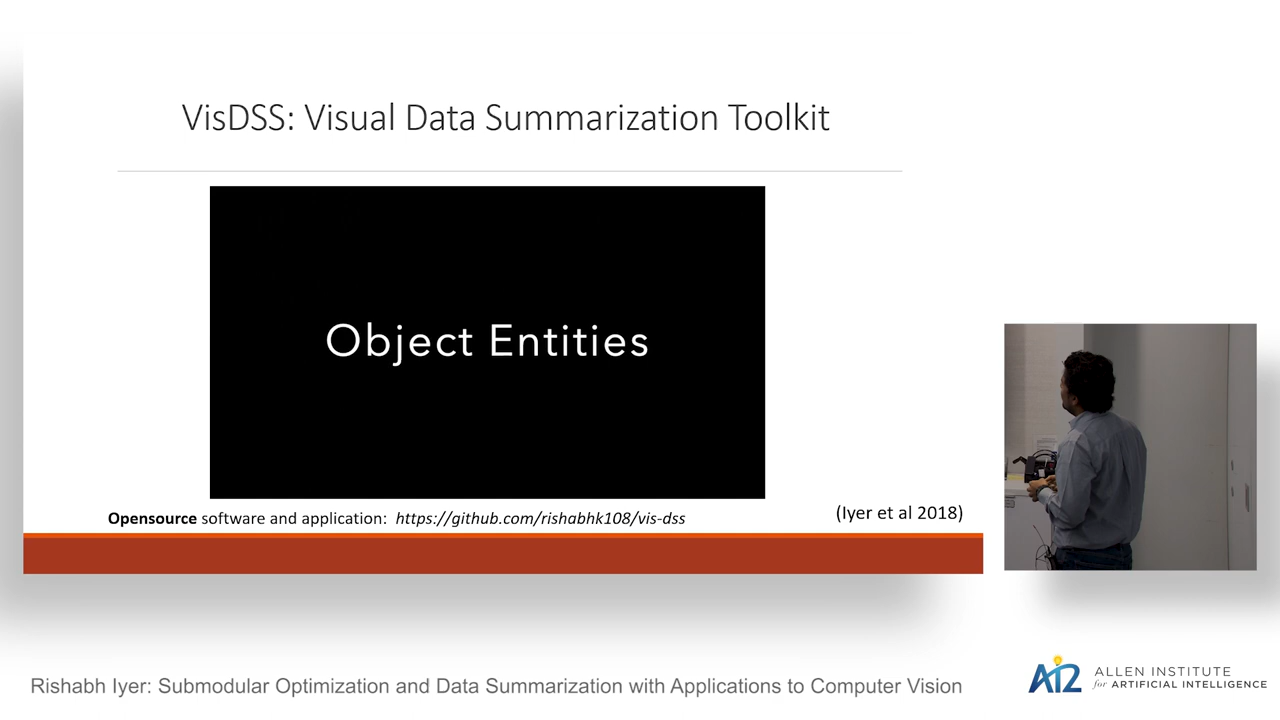 VisDSS: Visual Data Summarization Toolkit
Object Entities
Opensource software and application: https://github.com/rishabhk108/vis-dss
(Iyer et al 2018)
Rishabh Iyer: Submodular Optimization and Data Summarization with Applications to Computer Vision
AI2 ALLEN INSTITUTE
for ARTIFICIAL INTELLIGENCE